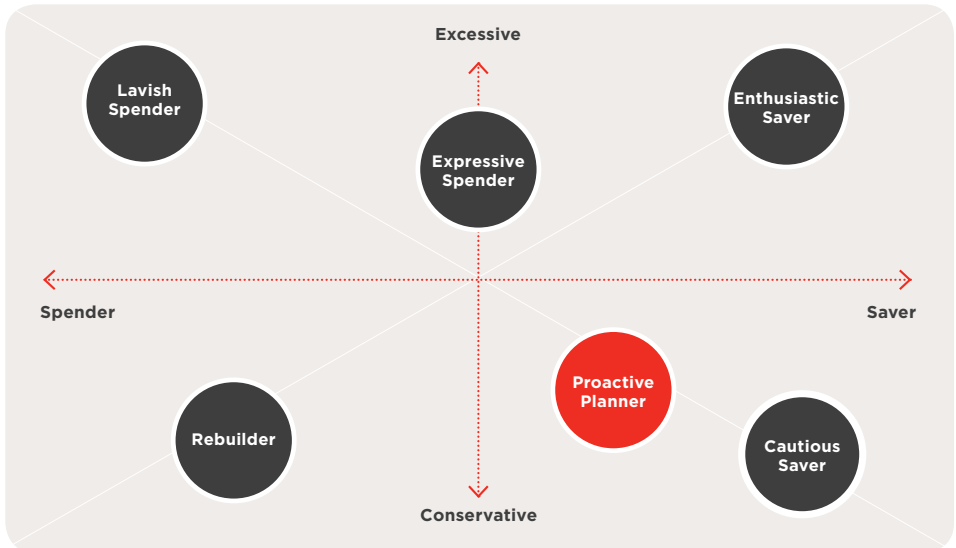 Excessive
Lavish
Spender
Enthusiastic
Saver
Expressive
Spender
Spender
Saver
Proactive
Planner
Rebuilder
Cautious
Saver
Conservative